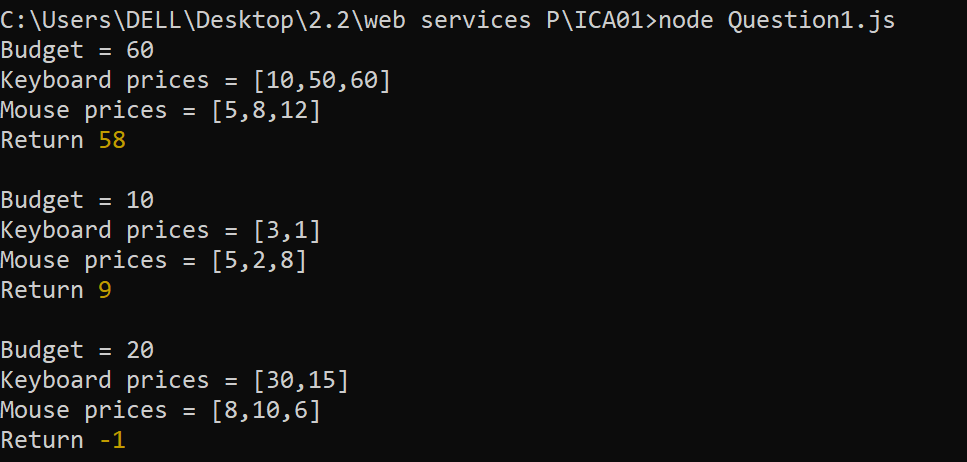 C:\Users\DELL\Desktop\2.2\web services P\ICA01>node Question1.js
Budget = 60
Keyboard prices = [10,50,60]
Mouse prices = [5,8,12]
Return 58
Budget = 10
Keyboard prices = [3,1]
Mouse prices = [5,2,8]
Return 9
Budget = 20
Keyboard prices = [30,15]
Mouse prices = [8,10,6]
Return -1